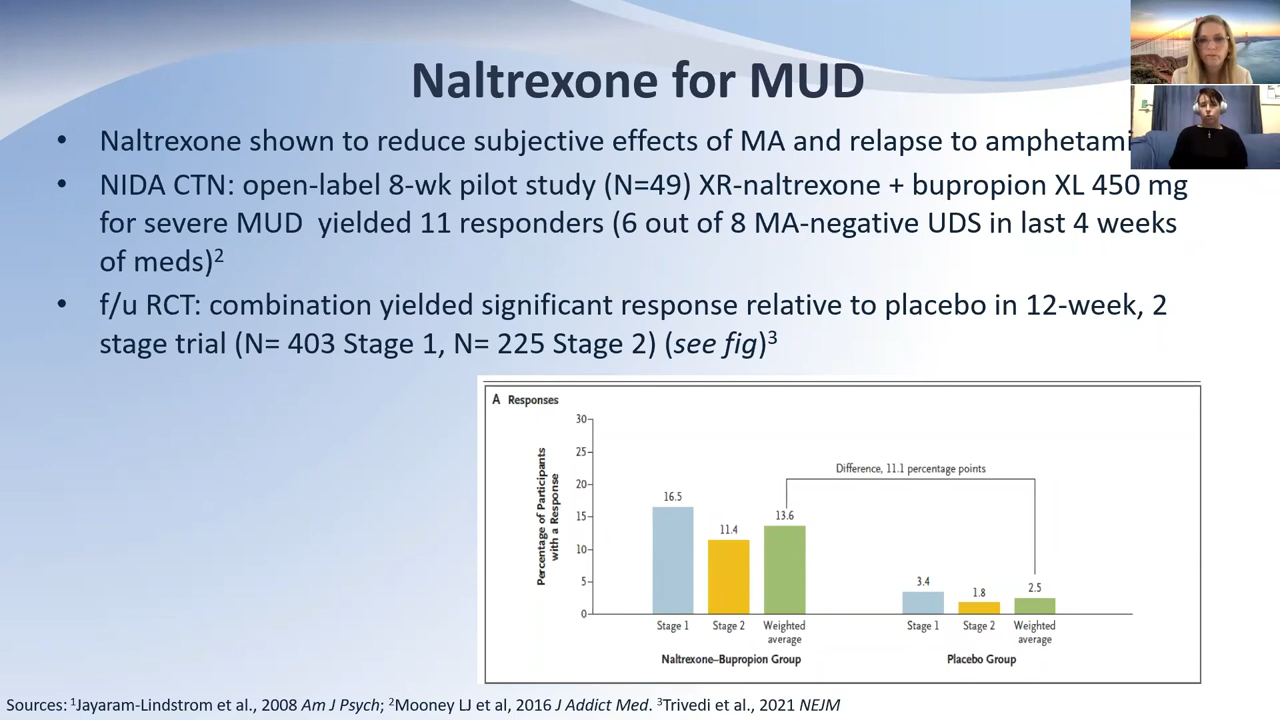 Naltrexone for MUD
• Naltrexone shown to reduce subjective effects of MA and relapse to
• NIDA CTN: open-label 8-wk pilot study (N=49) XR-naltrexone + bupropion XL 450 mg
for severe MUD yielded 11 responders (6 out of 8 MA-negative UDS in last 4 weeks
of meds)2
• f/u RCT: combination yielded significant response relative to placebo in 12-week, 2
stage trial (N= 403 Stage 1, N= 225 Stage 2) (see fig)3
A Responses
Percentage of Participants
with a Response
30
25
20
15
10
5
0
Difference, 11.1 percentage points
16.5
11.4
13.6
3.4
1.8
2.5
Stage 1
Stage 2
Weighted
average
Stage 1
Stage 2
Weighted
average
Naltrexone–Bupropion Group
Placebo Group
Sources: 1Jayaram-Lindstrom et al., 2008 Am J Psych; 2Mooney LJ et al, 2016 J Addict Med. 3Trivedi et al., 2021 NEJM